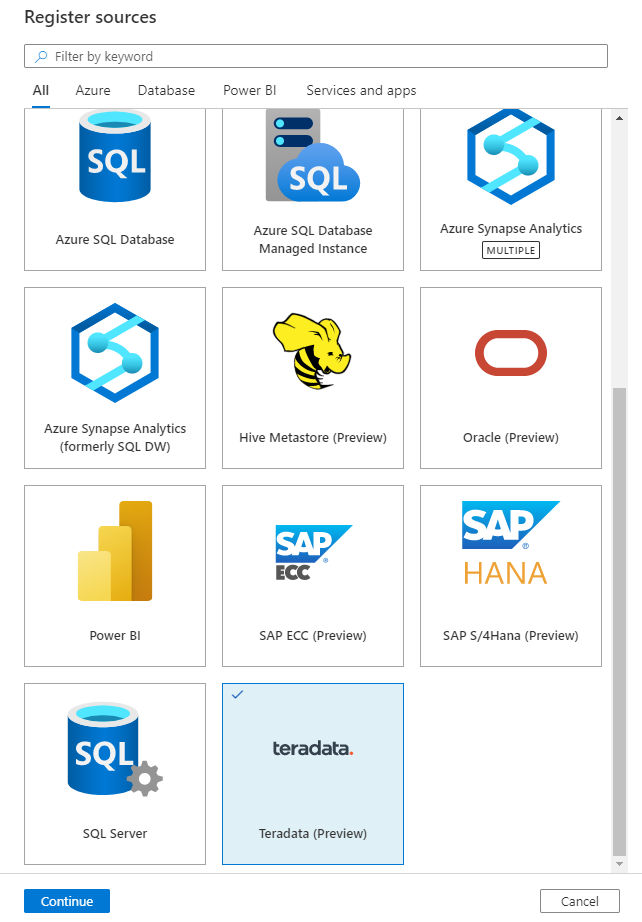 Register sources
Filter by keyword
All Azure Database Power BI Services and apps
SQL
Azure SQL Database
SQL
Azure SQL Database
Managed Instance
Azure Synapse Analytics
MULTIPLE
Azure Synapse Analytics
(formerly SQL DW)
Hive Metastore (Preview)
Oracle (Preview)
Power BI
SAP
ECC
SAP ECC (Preview)
SAP
HANA
SAP S/4Hana (Preview)
SQL
SQL Server
teradata.
Teradata (Preview)
Continue
Cancel